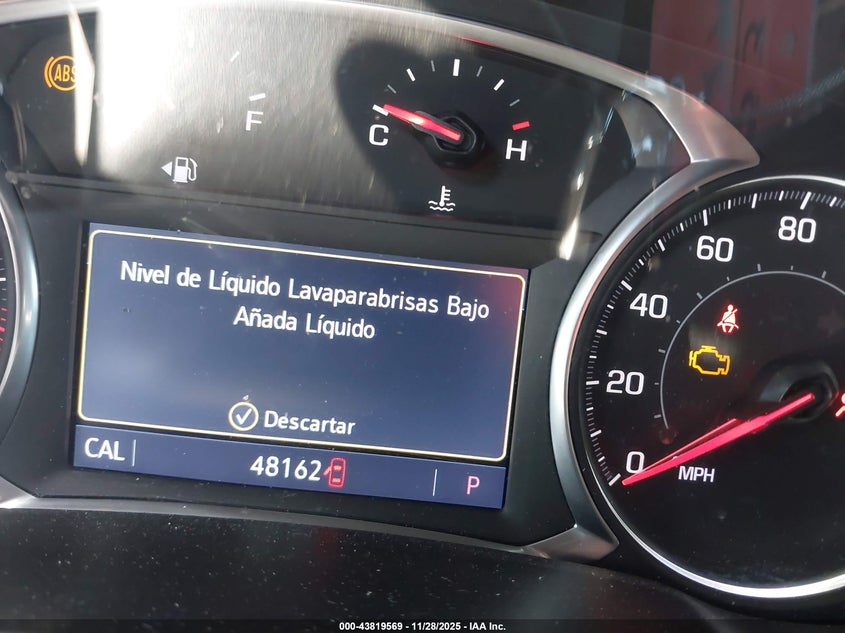 ABS
F
C
H
Nivel de Líquido Lavaparabrisas Bajo
Añada Líquido
Descartar
CAL
48162
P
80
60
40
20
0
MPH
000-43819569 - 11/28/2025 - IAA Inc.